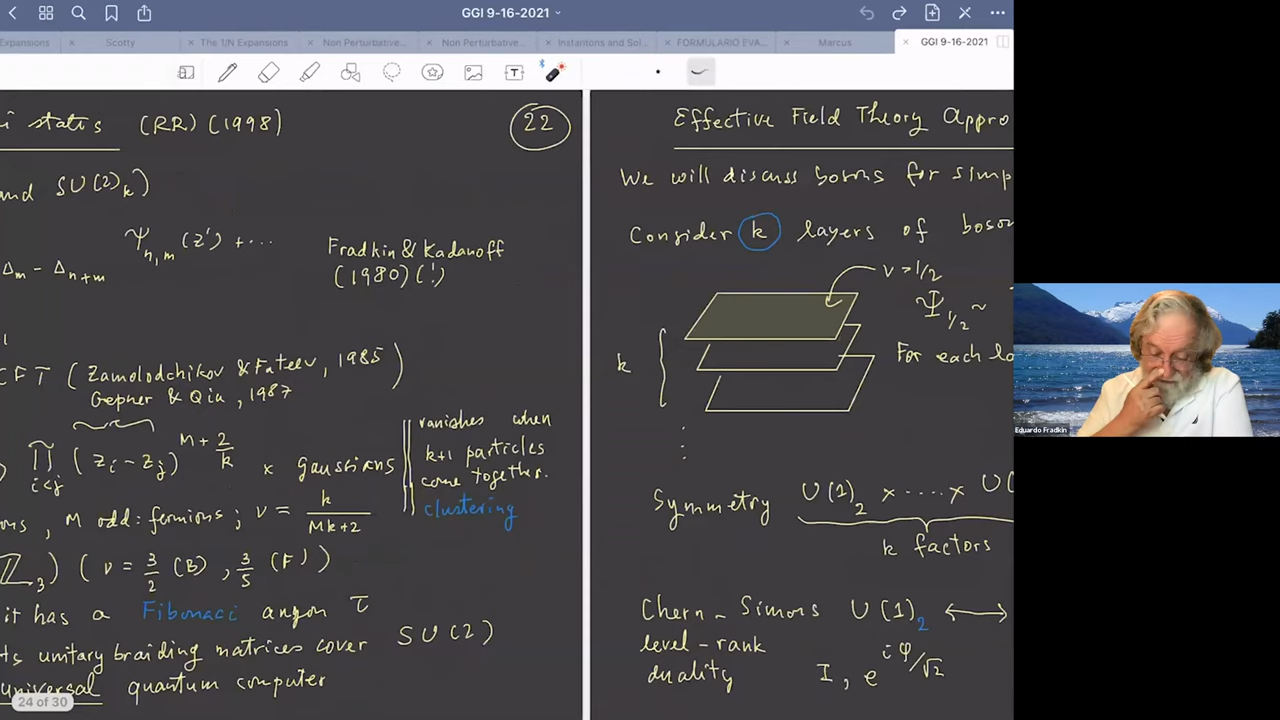 GGI 9-16-2021
Expansions
Scotty
The 1/N Expansions
Non Perturbative...
Non Perturbative...
Instantons and Sol...
FORMULARIO EVA...
Marcus
GGI 9-16-2021
states (RR) (1998)
22
and SU(2)k)
Ψn,m (z') + ...
Δm - Δn+m
Fradkin & Kadanoff
(1980)(!)
CFT (Zamolodchikov & Fateev, 1985)
Gepner & Qiu, 1987
∏i<j (zi - zj)^M+2/k × gaussians
vanishes when
k+1 particles
come together.
clustering
ons, M odd: fermions; ν = k/Mk+2
ℤ3) (ν = 3/2 (B), 3/5 (F))
it has a Fibonaci anyon τ
ts unitary braiding matrices cover SU(2)
universal quantum computer
24 of 30
Effective Field Theory Appro
We will discuss bosons for simp
Consider k layers of boson
ν = 1/2
Ψ1/2 ~
k
For each la
Symmetry U(1)2 × .... × U(
k factors
Chern - Simons U(1)2 ⟷
level-rank
duality I, e^iφ/√2
Eduardo Fradkin